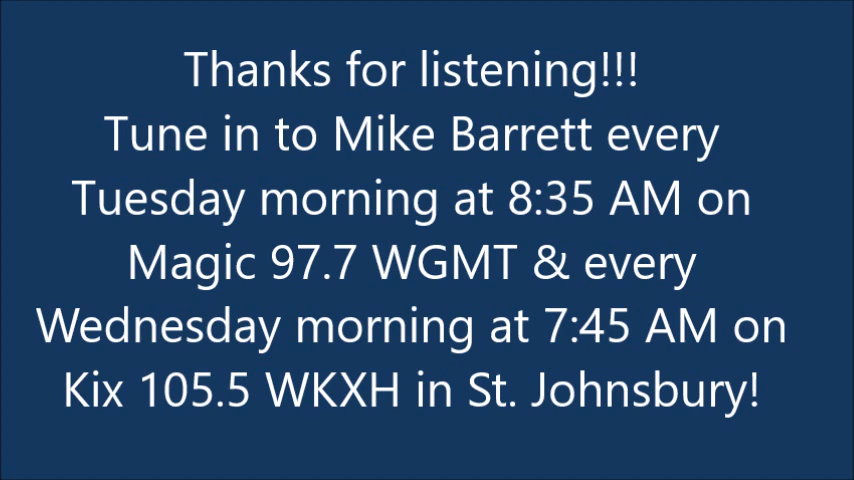 Thanks for listening!!!
Tune in to Mike Barrett every
Tuesday morning at 8:35 AM on
Magic 97.7 WGMT & every
Wednesday morning at 7:45 AM on
Kix 105.5 WKXH in St. Johnsbury!